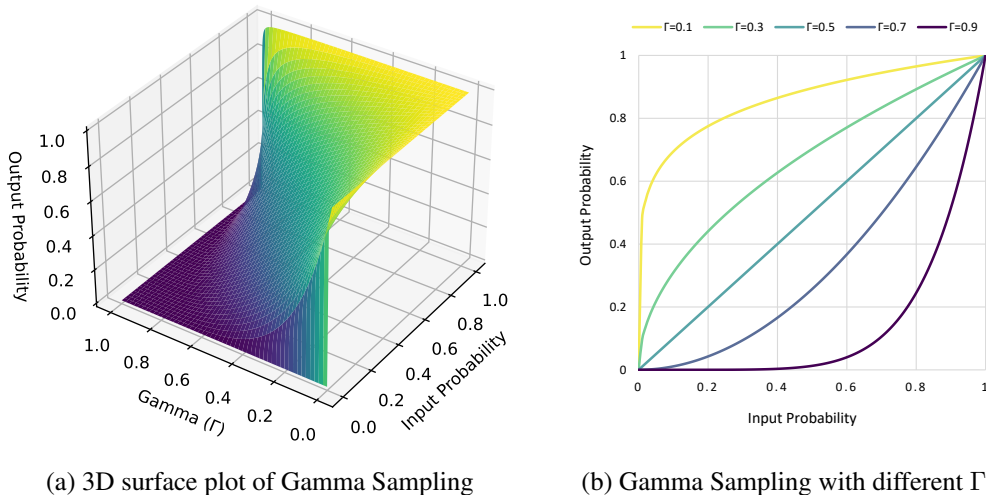 1.0
0.8
0.6
0.4
0.2
0.0
Output Probability
1.0
0.8
0.6
0.4
0.2
0.0
Gamma (Γ)
0.0
0.2
0.4
0.6
0.8
1.0
Input Probability
(a) 3D surface plot of Gamma Sampling
Γ=0.1 Γ=0.3 Γ=0.5 Γ=0.7 Γ=0.9
1
0.8
0.6
0.4
0.2
0
Output Probability
0 0.2 0.4 0.6 0.8 1
Input Probability
(b) Gamma Sampling with different Γ